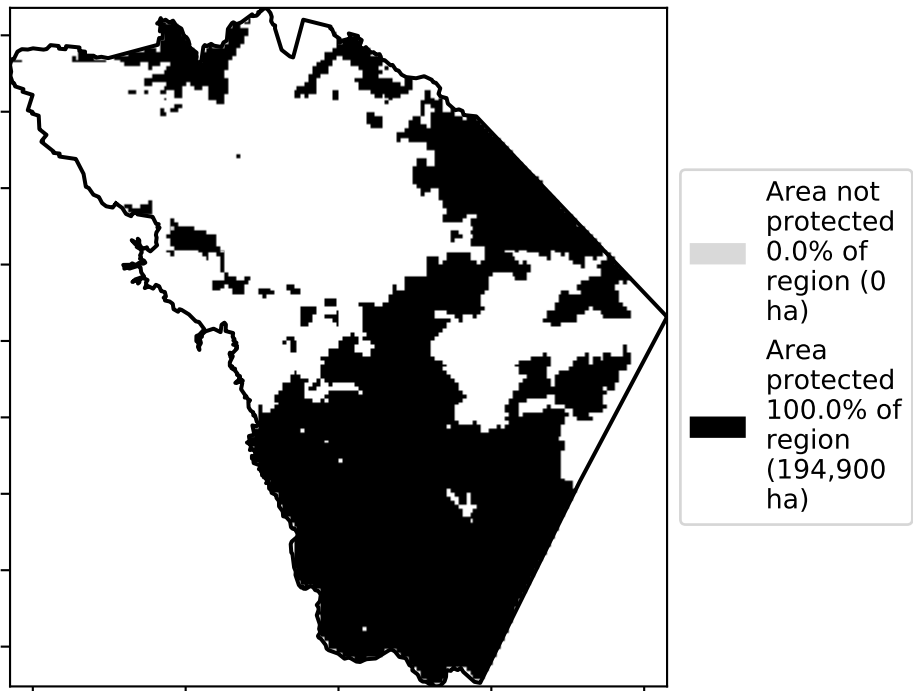 Area not
protected
0.0% of
region (0
ha)
Area
protected
100.0% of
region
(194,900
ha)